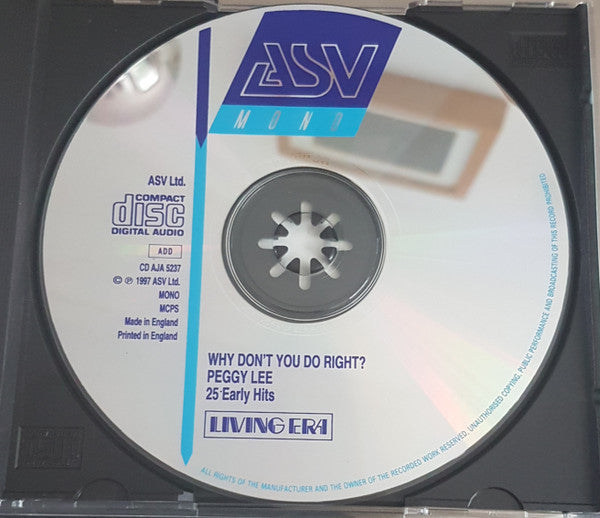 ASV
MONO
ASV Ltd.
COMPACT
disc
DIGITAL AUDIO
ADD
CD AJA 5237
© ℗ 1997 ASV Ltd.
MONO
MCPS
Made in England
Printed in England
WHY DON'T YOU DO RIGHT?
PEGGY LEE
25 Early Hits
LIVING ERA
ALL RIGHTS OF THE MANUFACTURER AND THE OWNER OF THE RECORDED WORK RESERVED. UNAUTHORISED COPYING, PUBLIC PERFORMANCE AND BROADCASTING OF THIS RECORD PROHIBITED